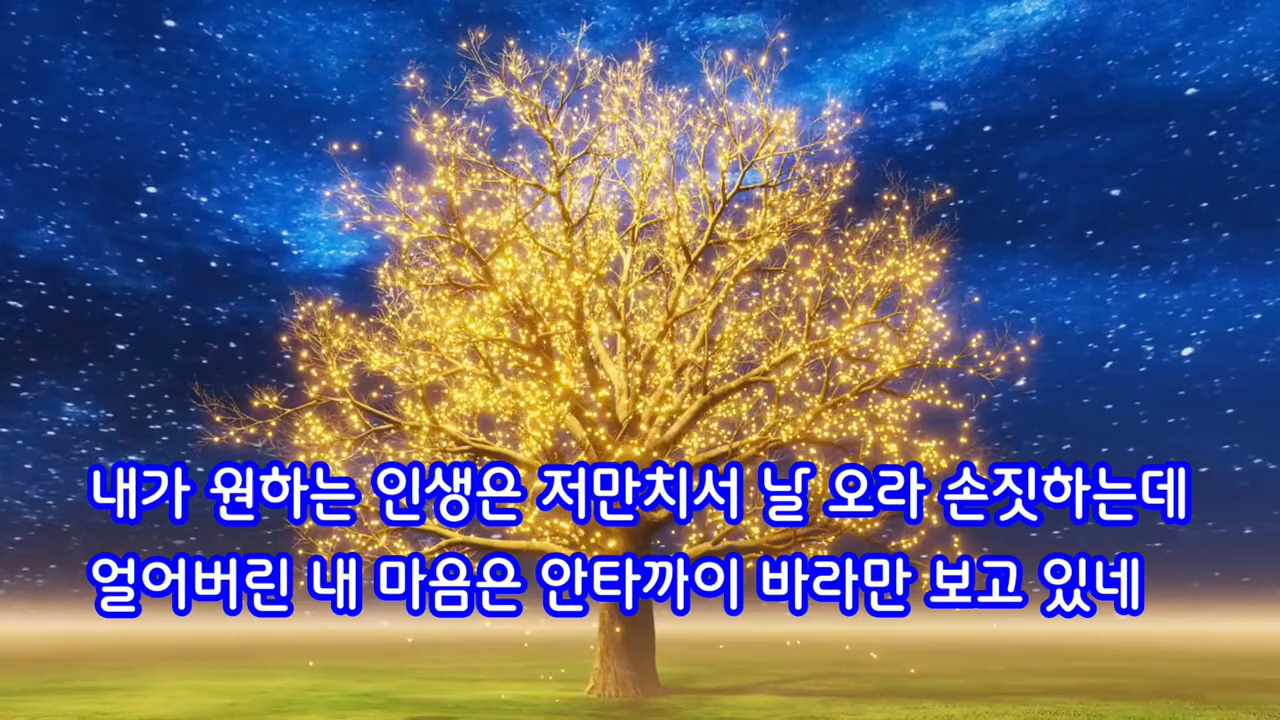 내가 원하는 인생은 저만치서 날 오라 손짓하는데
얼어버린 내 마음은 안타까이 바라만 보고 있네